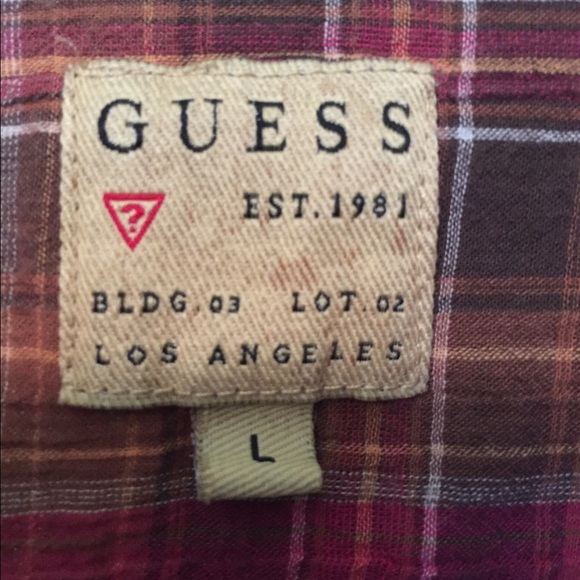 GUESS
? EST. 1981
BLDG. 03 LOT. 02
LOS ANGELES
L